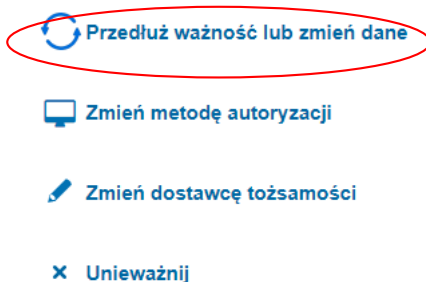 Przedłuż ważność lub zmień dane
Zmień metodę autoryzacji
Zmień dostawcę tożsamości
Unieważnij